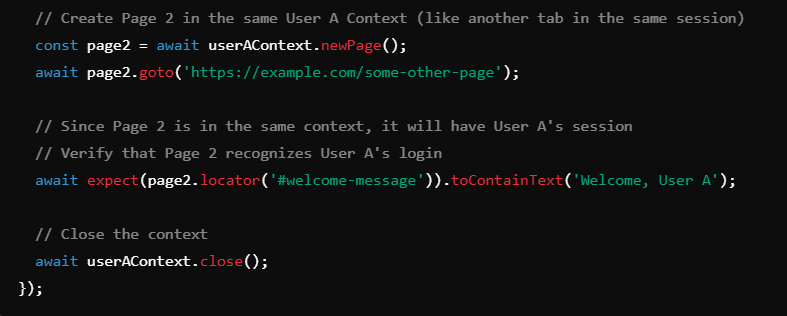 // Create Page 2 in the same User A Context (like another tab in the same session)
const page2 = await userAContext.newPage();
await page2.goto('https://example.com/some-other-page');
// Since Page 2 is in the same context, it will have User A's session
// Verify that Page 2 recognizes User A's login
await expect(page2.locator('#welcome-message')).toContainText('Welcome, User A');
// Close the context
await userAContext.close();
});